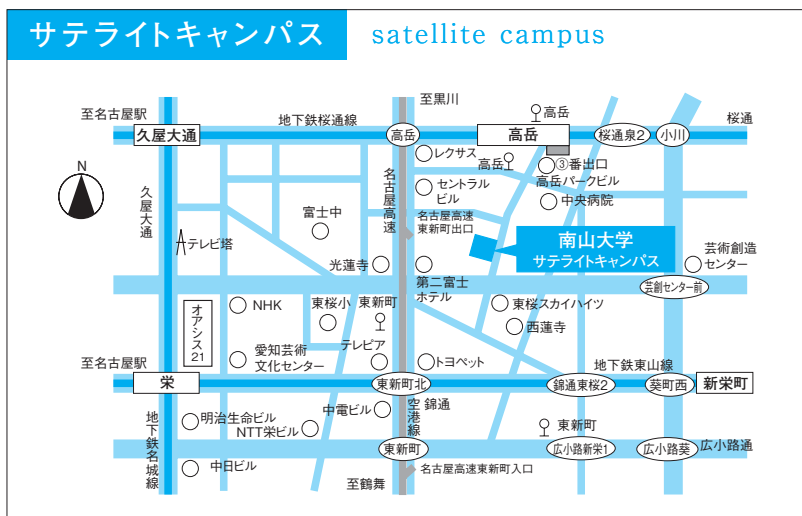 サテライトキャンパス
satellite campus
至黒川
高岳
至名古屋駅
地下鉄桜通線
桜通
久屋大通
高岳
高岳
桜通泉2
小川
N
レクサス
高岳
③番出口
高岳パークビル
久屋大通
名古屋高速
セントラル
ビル
中央病院
富士中
名古屋高速
東新町出口
テレビ塔
南山大学
サテライトキャンパス
芸術創造
センター
光蓮寺
第二富士
ホテル
芸創センター前
オアシス21
NHK
東桜小
東新町
東桜スカイハイツ
西蓮寺
愛知芸術
文化センター
テレピア
トヨペット
至名古屋駅
地下鉄東山線
栄
東新町北
錦通東桜2
葵町西
新栄町
地下鉄名城線
明治生命ビル
NTT栄ビル
中電ビル
空港線
錦通
東新町
中日ビル
東新町
広小路新栄1
広小路葵
広小路通
名古屋高速東新町入口
至鶴舞